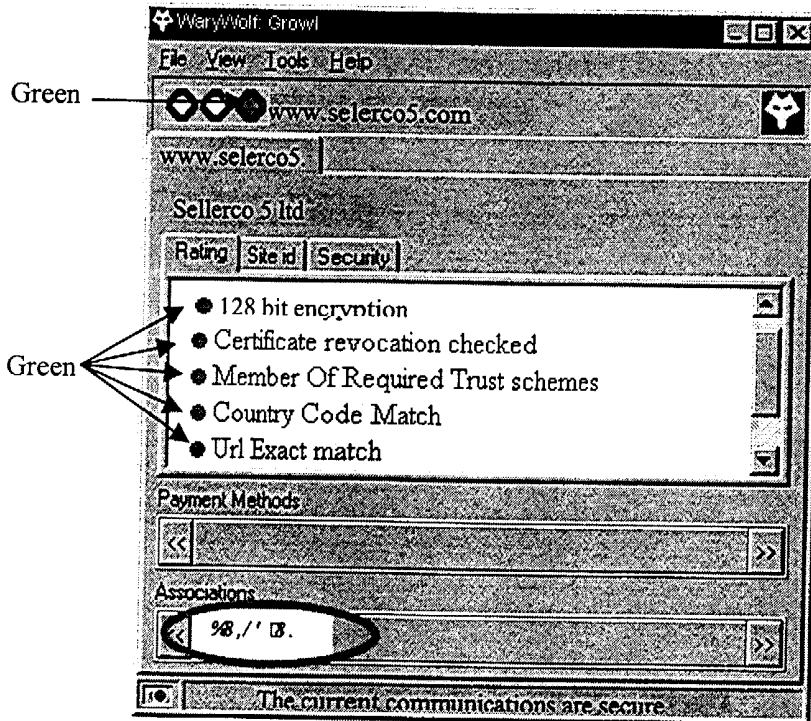 WaryWolf: Growl
File View Tools Help
Green
www.selerco5.com
www.selerco5.
Sellerco 5 ltd
Rating Site id Security
128 bit encryption
Certificate revocation checked
Green
Member Of Required Trust schemes
Country Code Match
Url Exact match
Payment Methods
<< >>
Associations
<< >>
The current communications are secure